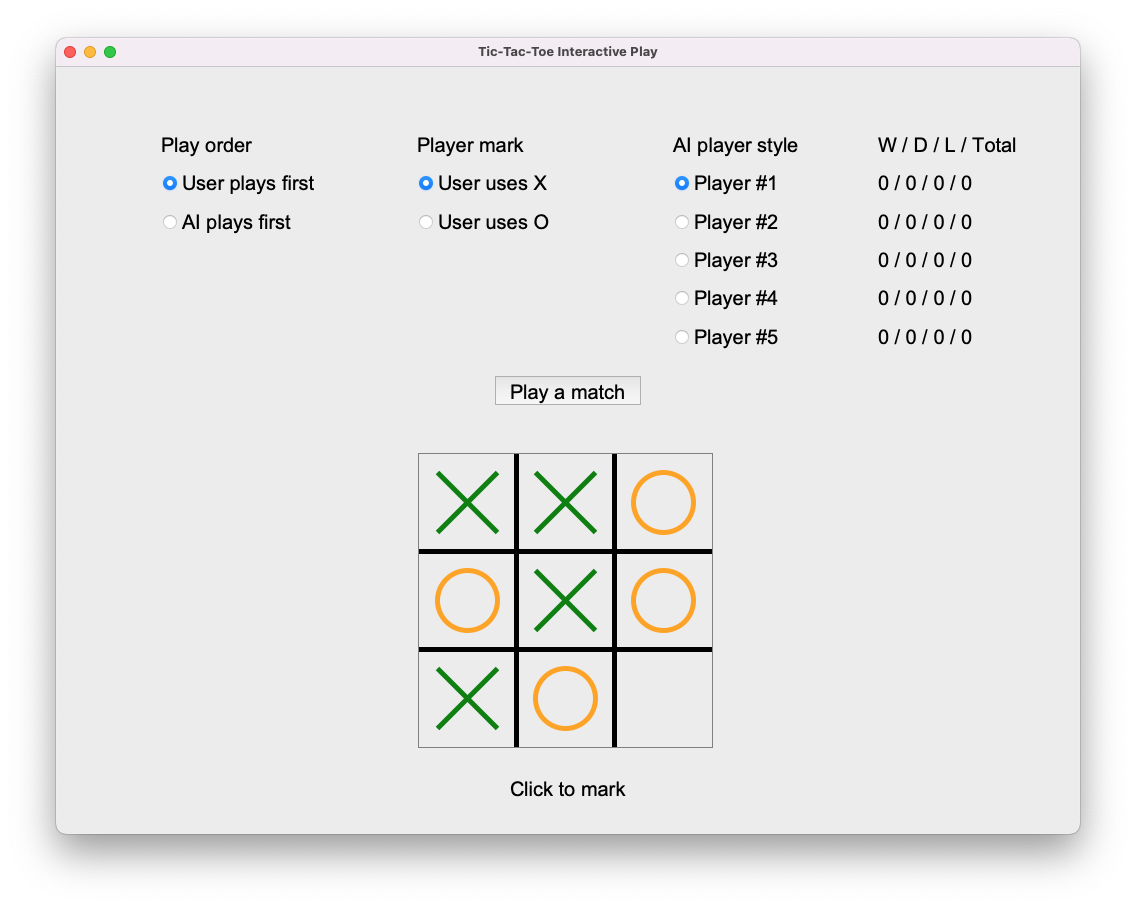 Tic-Tac-Toe Interactive Play
Play order
User plays first
AI plays first
Player mark
User uses X
User uses O
AI player style
Player #1
Player #2
Player #3
Player #4
Player #5
W / D / L / Total
0 / 0 / 0 / 0
0 / 0 / 0 / 0
0 / 0 / 0 / 0
0 / 0 / 0 / 0
0 / 0 / 0 / 0
Play a match
Click to mark